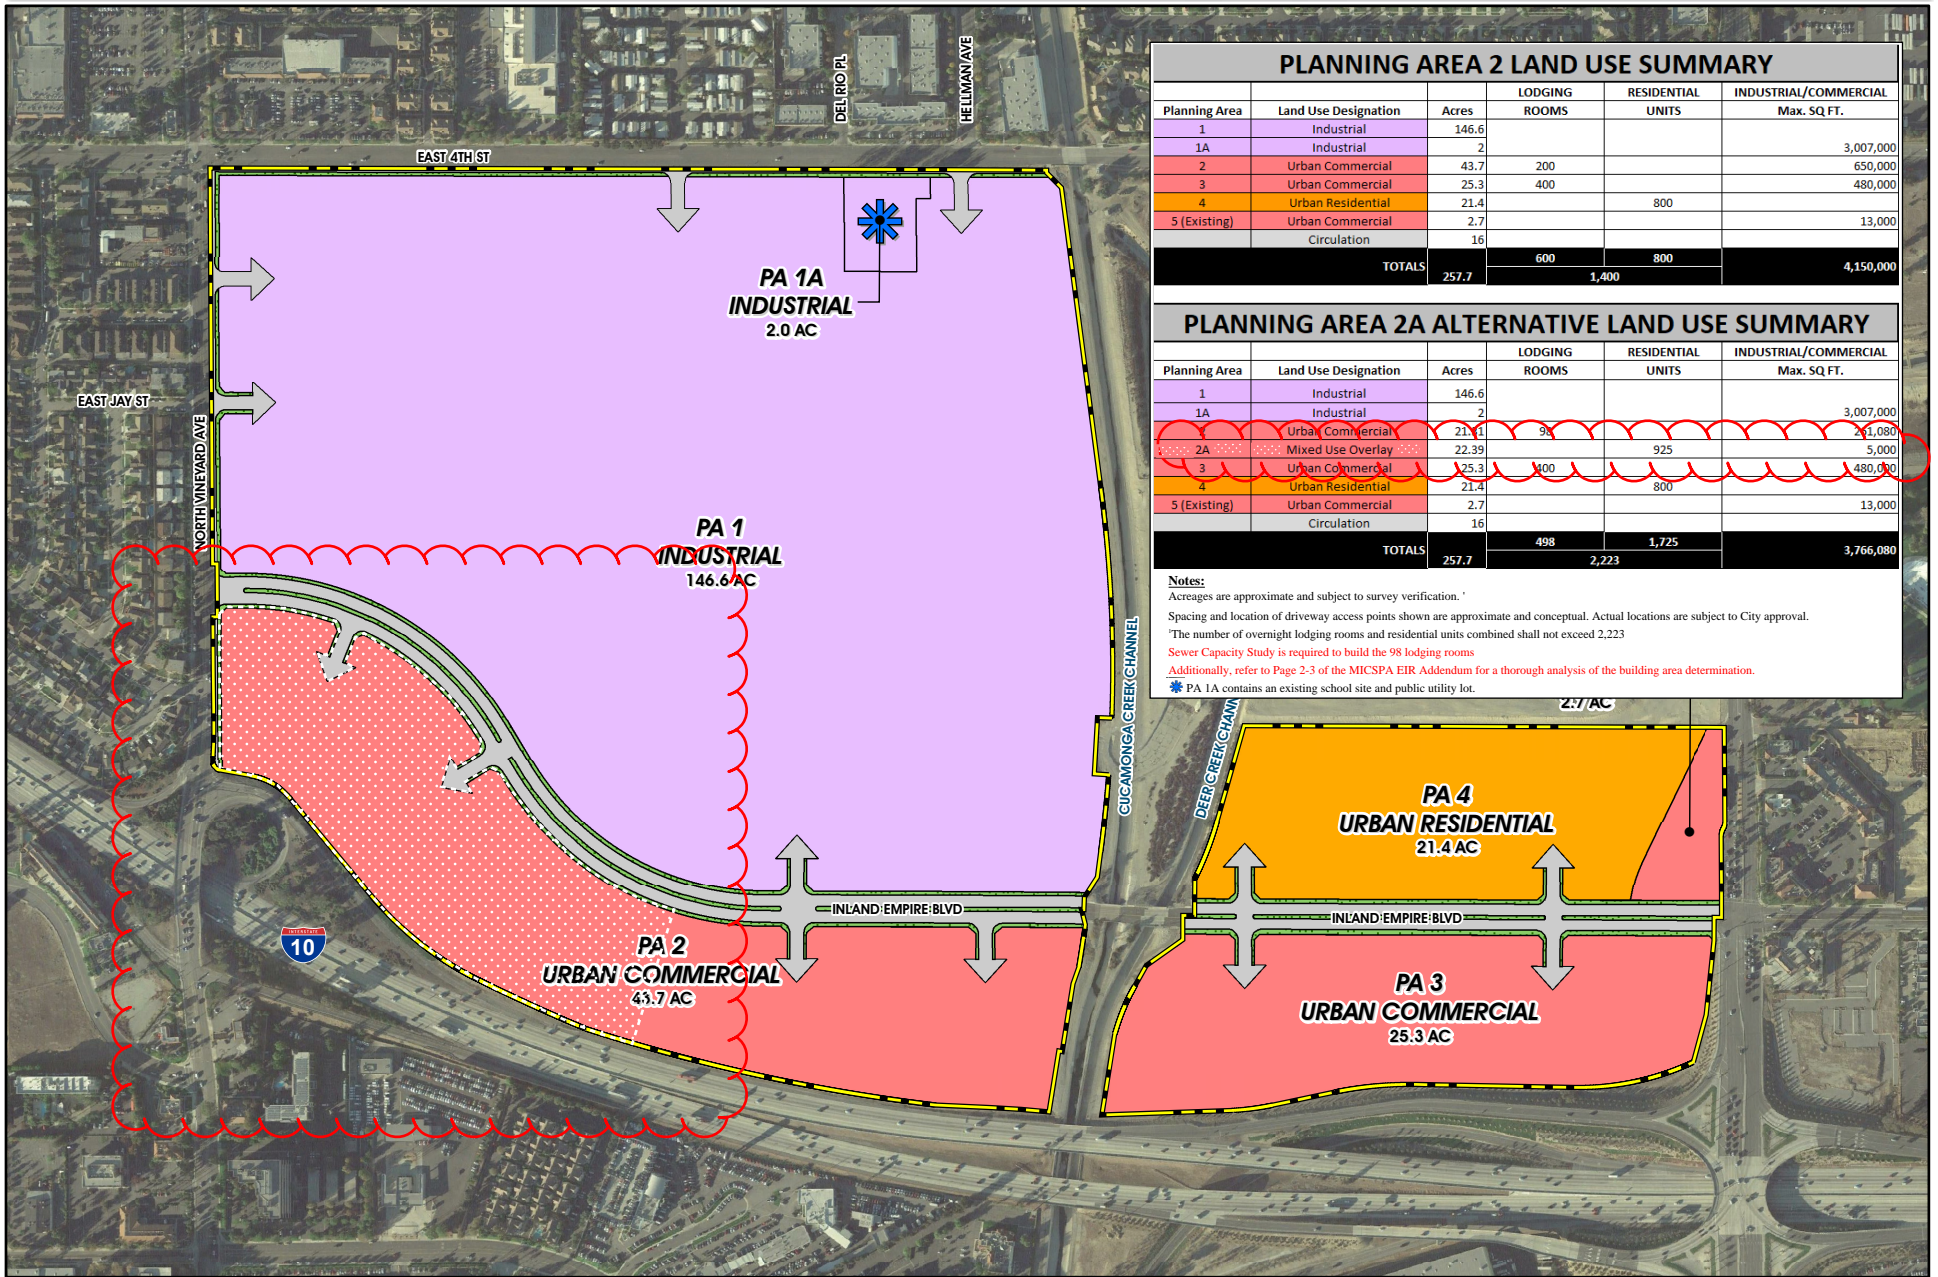 PLANNING AREA 2 LAND USE SUMMARY
LODGING RESIDENTIAL INDUSTRIAL/COMMERCIAL
Planning Area Land Use Designation Acres ROOMS UNITS Max. SQ FT.
1 Industrial 146.6
1A Industrial 2 3,007,000
2 Urban Commercial 43.7 200 650,000
3 Urban Commercial 25.3 400 480,000
4 Urban Residential 21.4 800
5 (Existing) Urban Commercial 2.7 13,000
Circulation 16
TOTALS 257.7 600 800 4,150,000
1,400
PLANNING AREA 2A ALTERNATIVE LAND USE SUMMARY
LODGING RESIDENTIAL INDUSTRIAL/COMMERCIAL
Planning Area Land Use Designation Acres ROOMS UNITS Max. SQ FT.
1 Industrial 146.6
1A Industrial 2 3,007,000
Urban Commercial 98
2A Mixed Use Overlay 22.39 925 5,000
3 Urban Commercial 25.3 400 480,000
4 Urban Residential 21.4 800
5 (Existing) Urban Commercial 2.7 13,000
Circulation 16
TOTALS 257.7 498 1,725 3,766,080
2,223
Notes:
Acreages are approximate and subject to survey verification. '
Spacing and location of driveway access points shown are approximate and conceptual. Actual locations are subject to City approval.
¹The number of overnight lodging rooms and residential units combined shall not exceed 2,223
Sewer Capacity Study is required to build the 98 lodging rooms
Additionally, refer to Page 2-3 of the MICSPA EIR Addendum for a thorough analysis of the building area determination.
PA 1A contains an existing school site and public utility lot.
DEL RIO PL
HELLMAN AVE
EAST 4TH ST
PA 1A
INDUSTRIAL
2.0 AC
EAST JAY ST
NORTH VINEYARD AVE
PA 1
INDUSTRIAL
146.6 AC
CUCAMONGA CREEK CHANNEL
DEER CREEK CHANN
2.7 AC
PA 4
URBAN RESIDENTIAL
21.4 AC
INLAND EMPIRE BLVD
INLAND EMPIRE BLVD
INTERSTATE
10
PA 2
URBAN COMMERCIAL
43.7 AC
PA 3
URBAN COMMERCIAL
25.3 AC